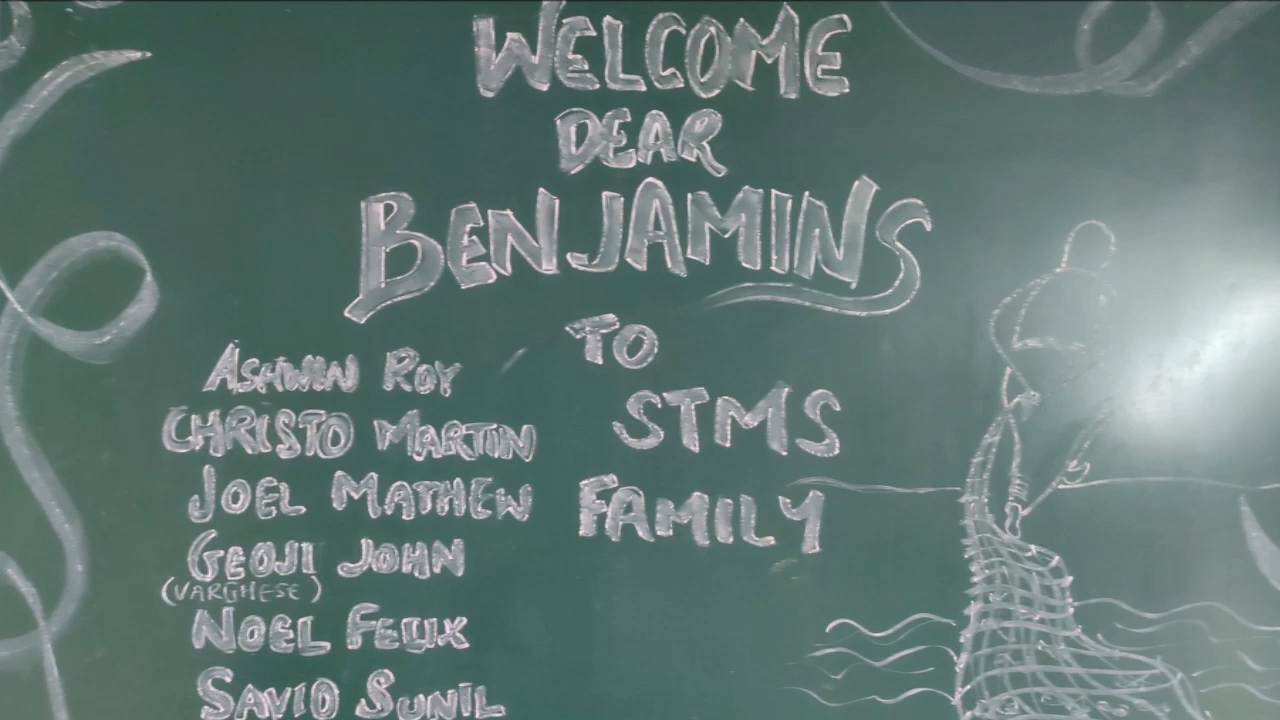 WELCOME
DEAR
BENJAMINS
TO
STMS
FAMILY
ASHWIN ROY
CHRISTO MARTIN
JOEL MATHEW
GEOJI JOHN
(VARGHESE)
NOEL FELIX
SAVIO SUNIL